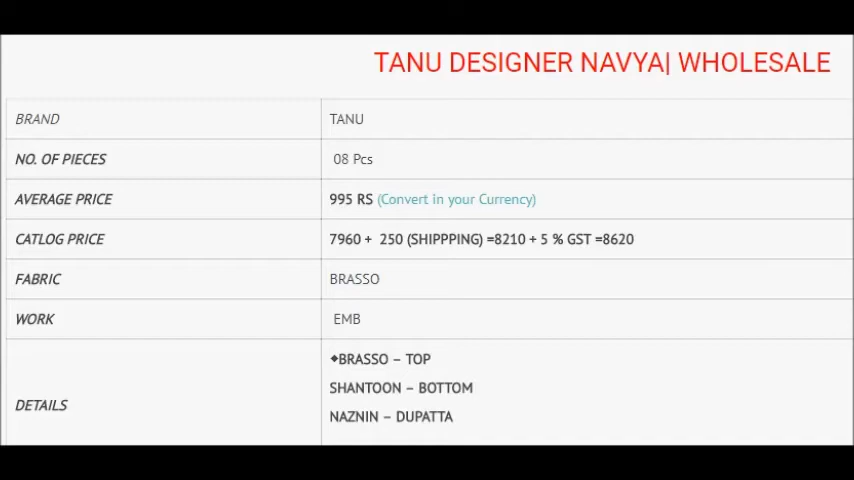 TANU DESIGNER NAVYA| WHOLESALE
BRAND TANU
NO. OF PIECES 08 Pcs
AVERAGE PRICE 995 RS (Convert in your Currency)
CATLOG PRICE 7960 + 250 (SHIPPPING) =8210 + 5 % GST =8620
FABRIC BRASSO
WORK EMB
DETAILS
◆BRASSO – TOP
SHANTOON – BOTTOM
NAZNIN – DUPATTA